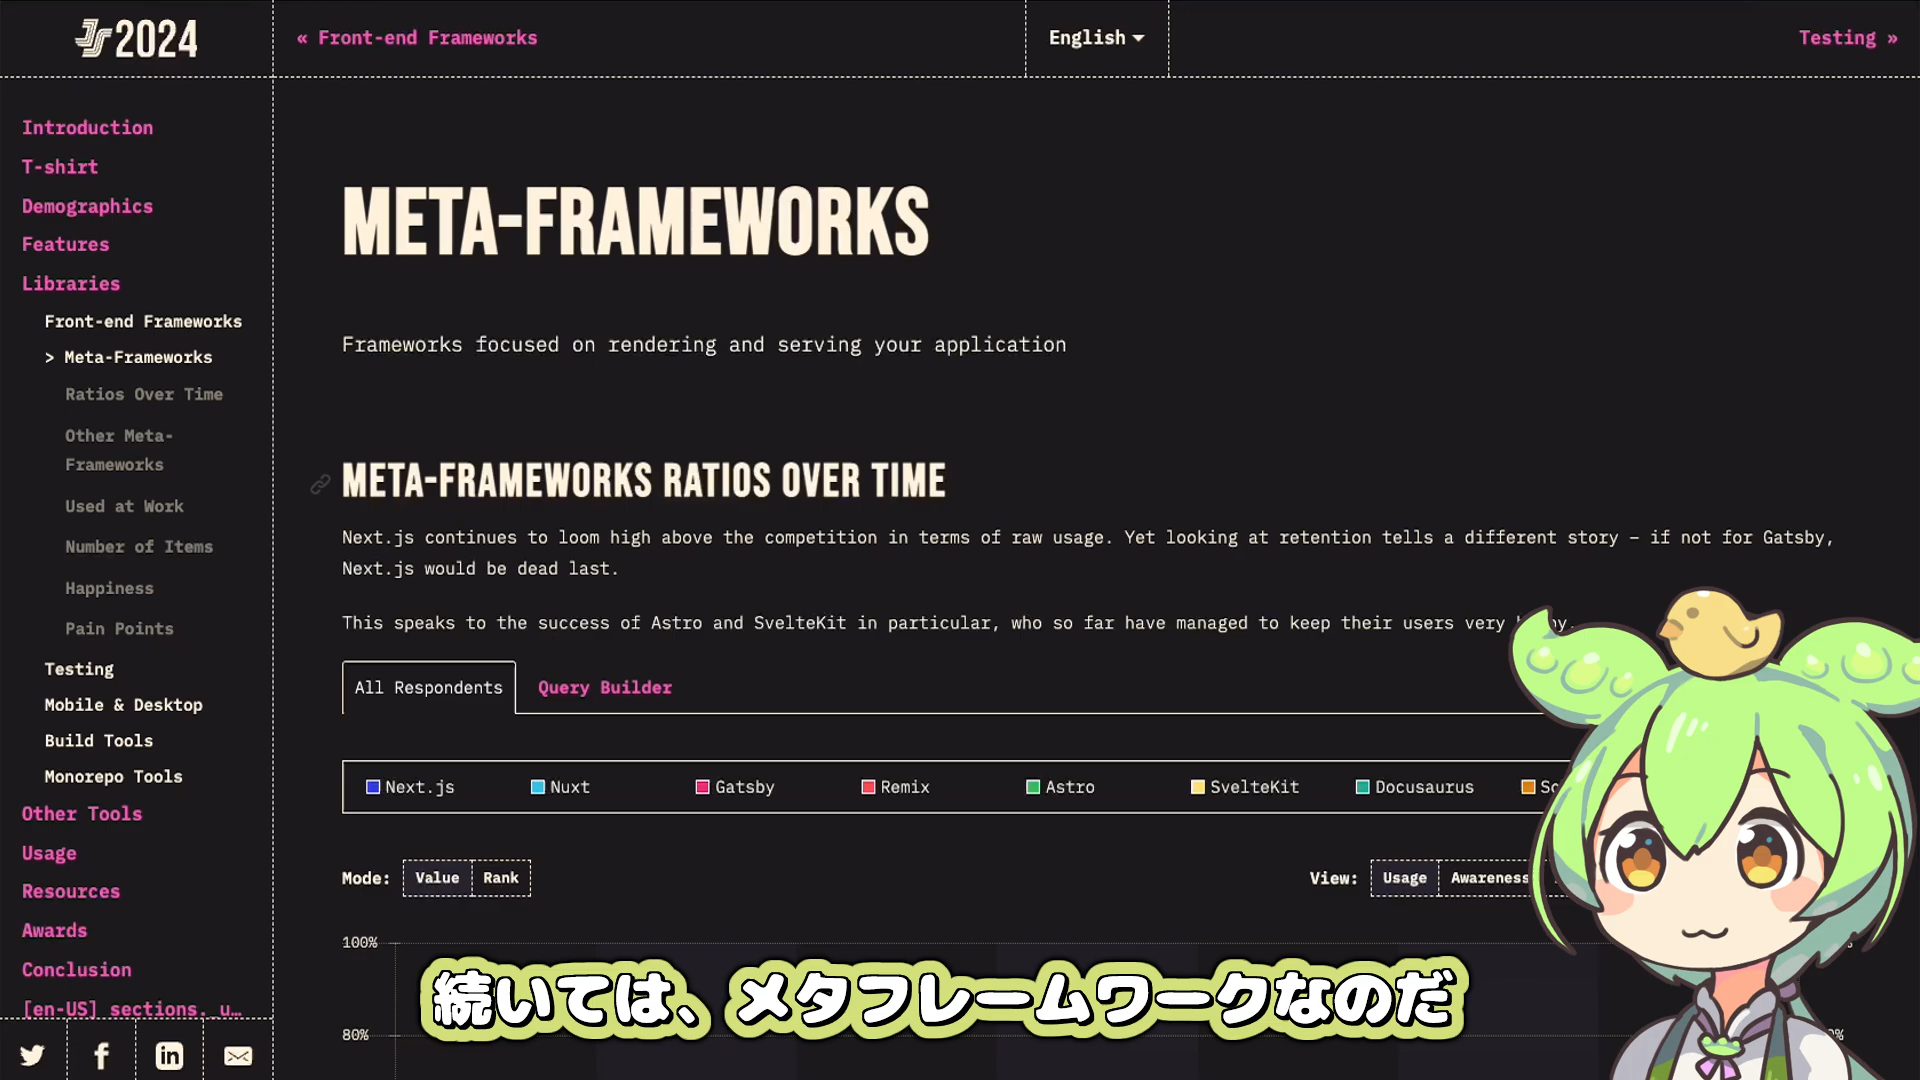 JS 2024
« Front-end Frameworks
English
Testing »
Introduction
T-shirt
Demographics
Features
Libraries
Front-end Frameworks
> Meta-Frameworks
Ratios Over Time
Other Meta-
Frameworks
Used at Work
Number of Items
Happiness
Pain Points
Testing
Mobile & Desktop
Build Tools
Monorepo Tools
Other Tools
Usage
Resources
Awards
Conclusion
[en-US] sections._u…
META-FRAMEWORKS
Frameworks focused on rendering and serving your application
META-FRAMEWORKS RATIOS OVER TIME
Next.js continues to loom high above the competition in terms of raw usage. Yet looking at retention tells a different story – if not for Gatsby,
Next.js would be dead last.
This speaks to the success of Astro and SvelteKit in particular, who so far have managed to keep their users very
All Respondents
Query Builder
Next.js Nuxt Gatsby Remix Astro SvelteKit Docusaurus
Mode: Value Rank
View: Usage Awareness
100%
80%
続いては、メタフレームワークなのだ